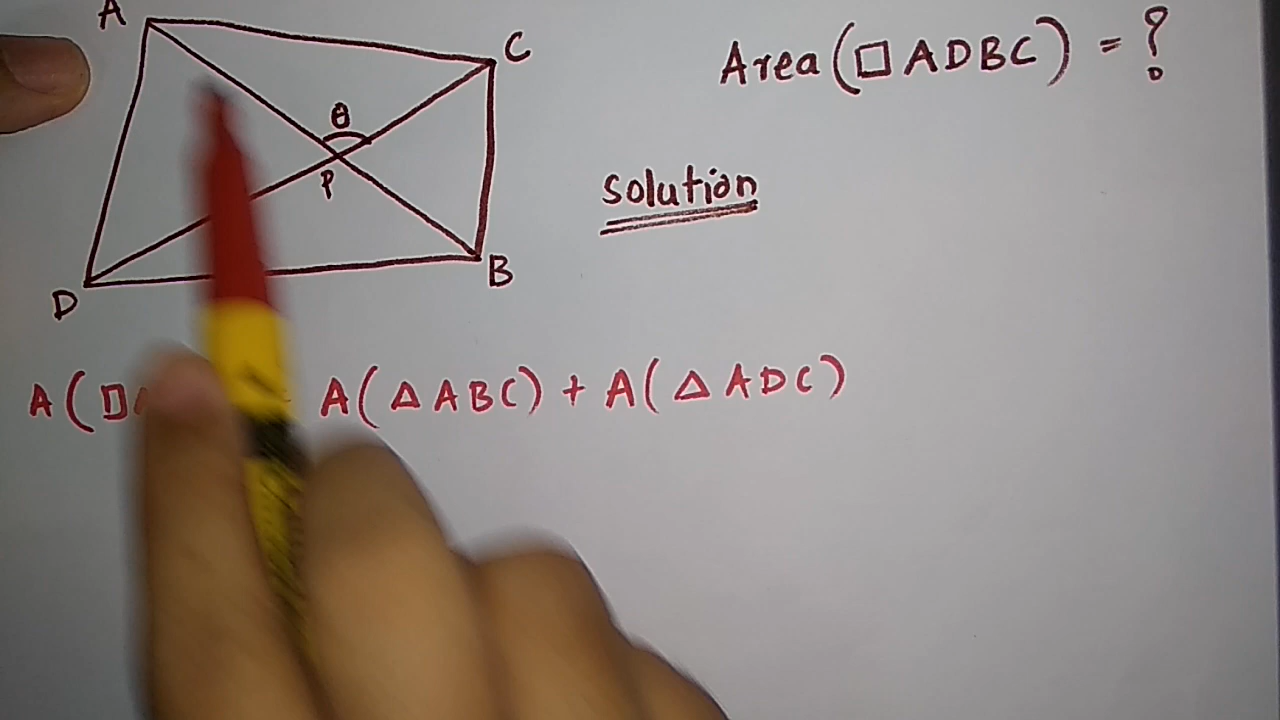 A
C
θ
P
B
D
Area(□ADBC) = ?
Solution
A(□ A(△ABC) + A(△ADC)